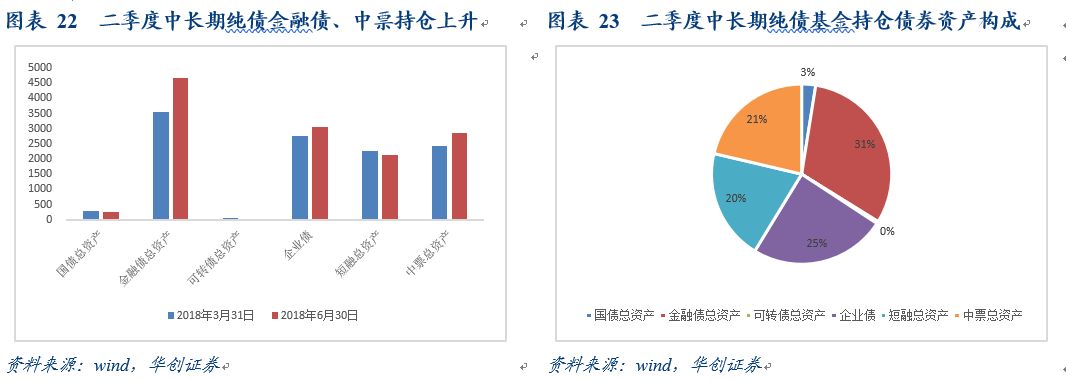 图表 22 二季度中长期纯债金融债、中票持仓上升
5000
4500
4000
3500
3000
2500
2000
1500
1000
500
0
国债总资产
金融债总资产
可转债总资产
企业债
短融总资产
中票总资产
2018年3月31日
2018年6月30日
资料来源：wind，华创证券
图表 23 二季度中长期纯债基金持仓债券资产构成
3%
31%
0%
25%
20%
21%
国债总资产 金融债总资产 可转债总资产 企业债 短融总资产 中票总资产
资料来源：wind，华创证券